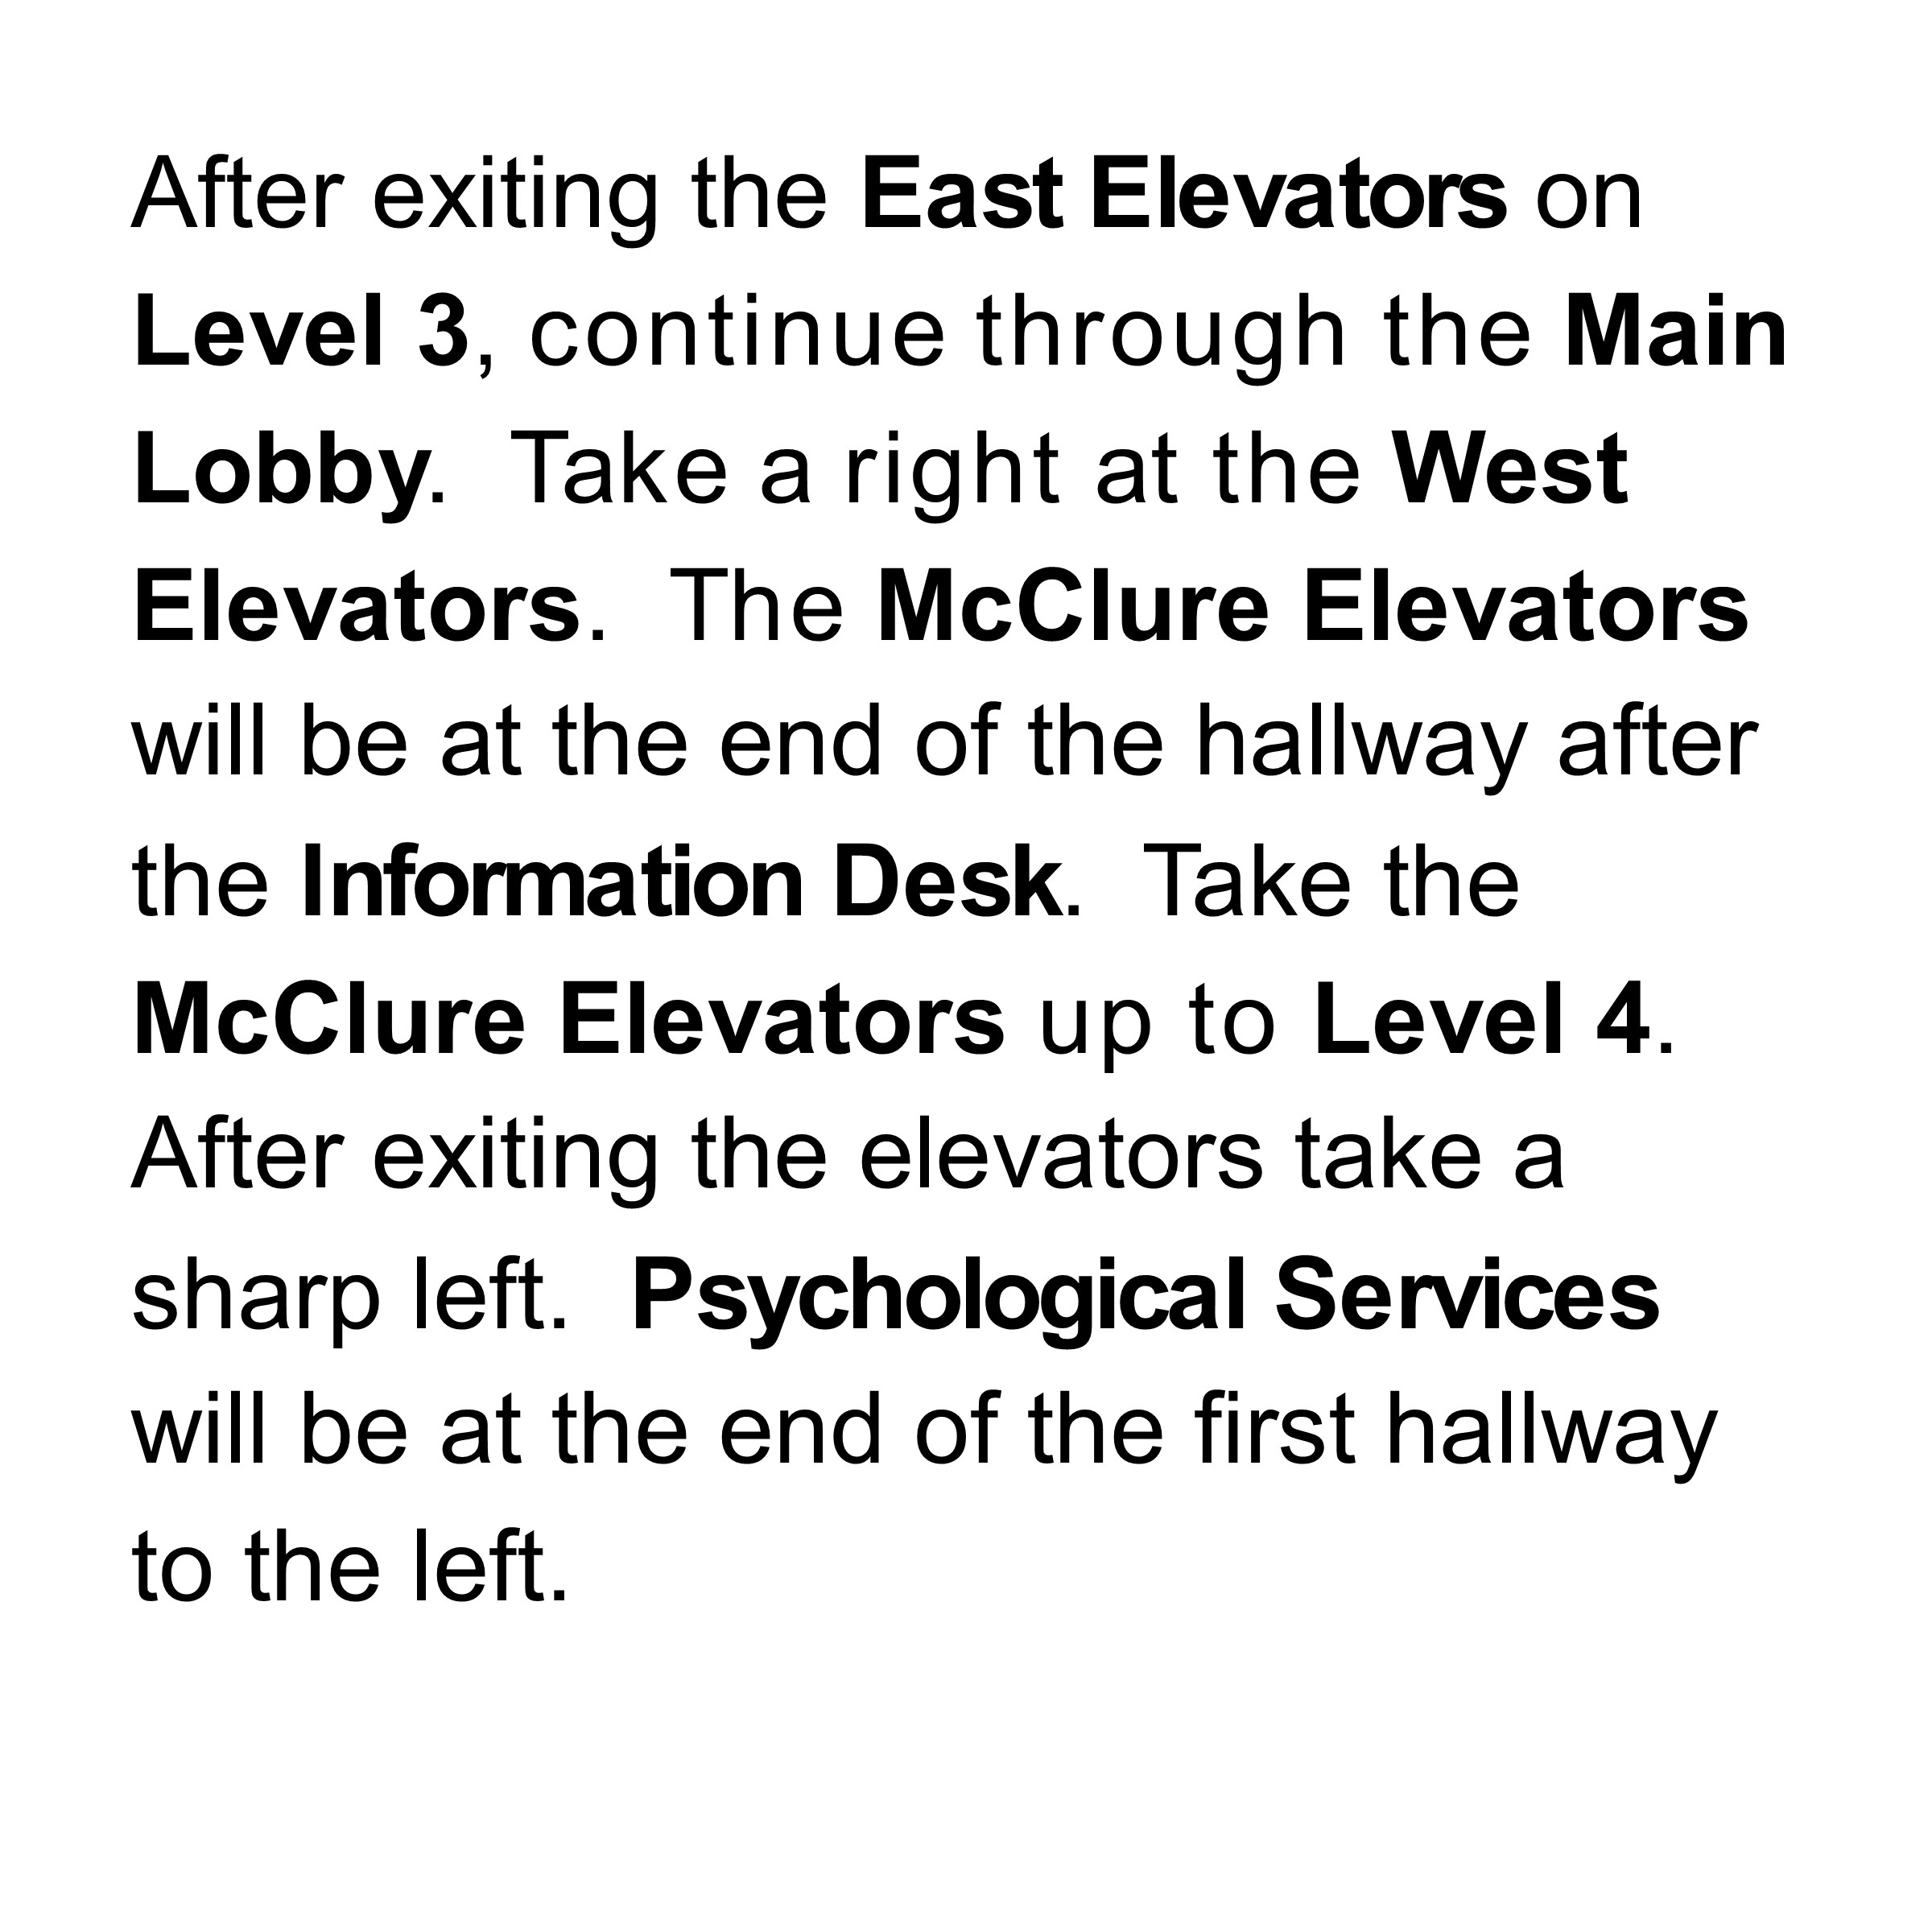 After exiting the East Elevators on
Level 3, continue through the Main
Lobby.  Take a right at the West
Elevators.  The McClure Elevators
will be at the end of the hallway after
the Information Desk.  Take the
McClure Elevators up to Level 4.
After exiting the elevators take a
sharp left.  Psychological Services
will be at the end of the first hallway
to the left.